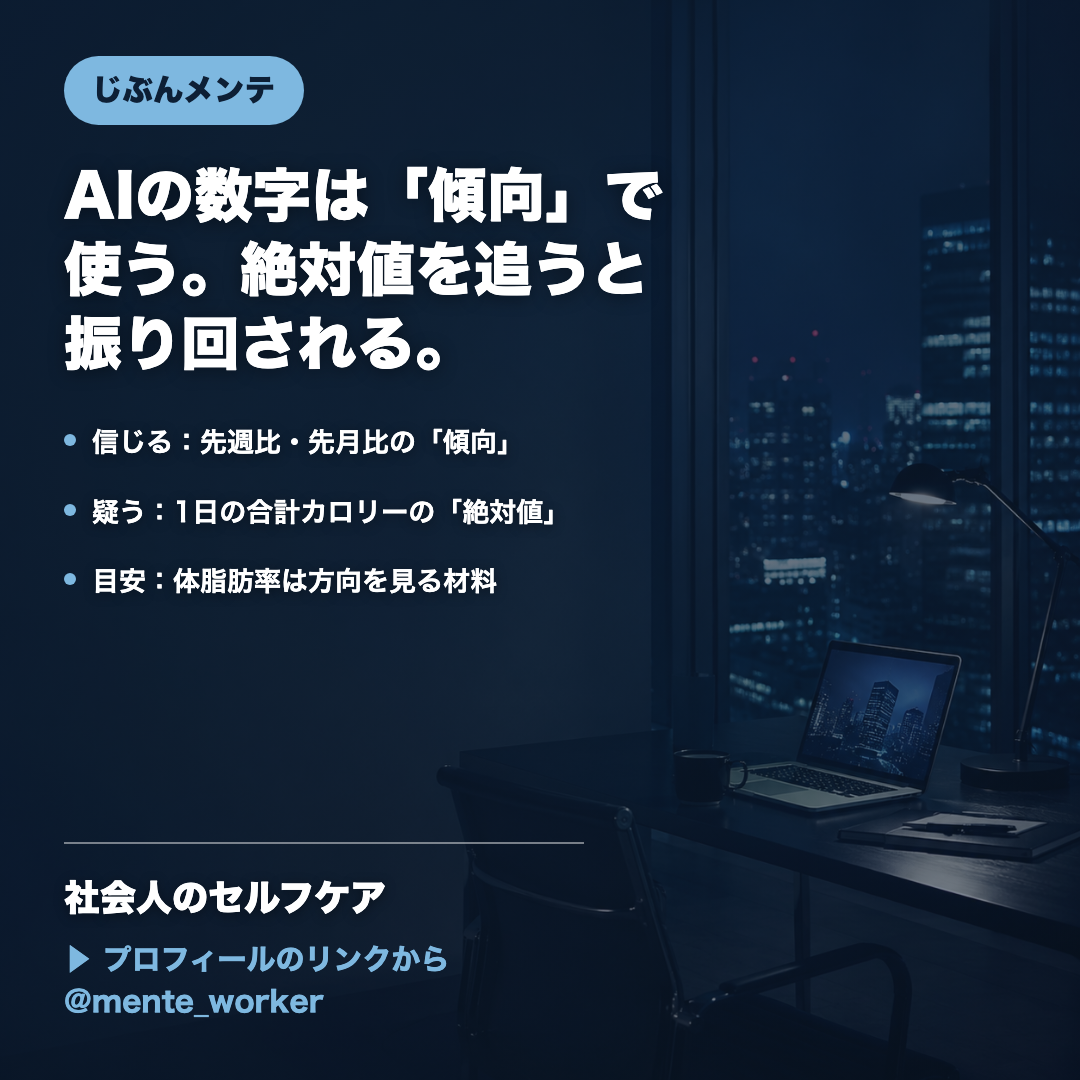 じぶんメンテ
AIの数字は「傾向」で
使う。絶対値を追うと
振り回される。
• 信じる：先週比・先月比の「傾向」
• 疑う：1日の合計カロリーの「絶対値」
• 目安：体脂肪率は方向を見る材料
社会人のセルフケア
▶ プロフィールのリンクから
@mente_worker